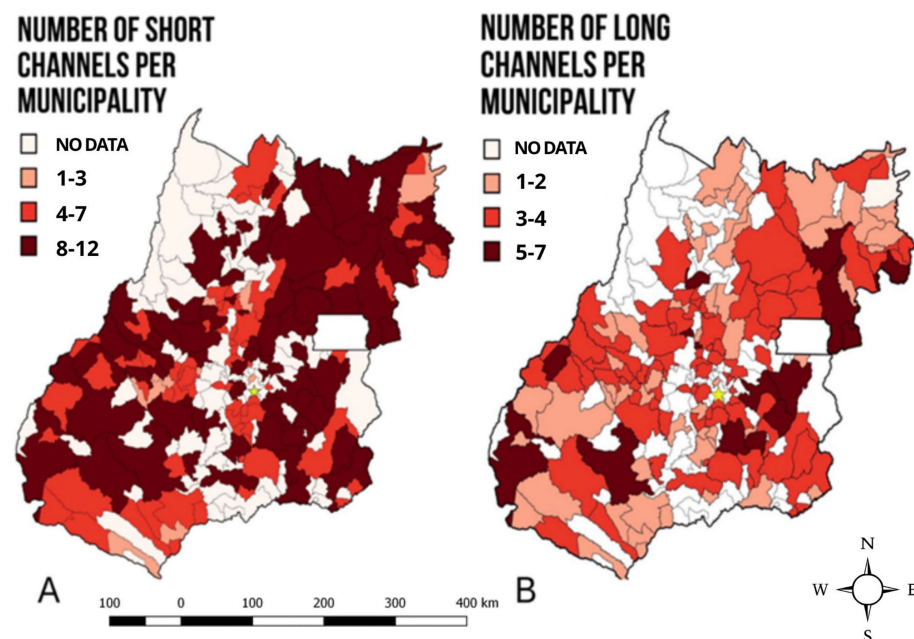 NUMBER OF SHORT
CHANNELS PER
MUNICIPALITY
NO DATA
1-3
4-7
8-12
A
NUMBER OF LONG
CHANNELS PER
MUNICIPALITY
NO DATA
1-2
3-4
5-7
B
100 0 100 200 300 400 km
N
W E
S